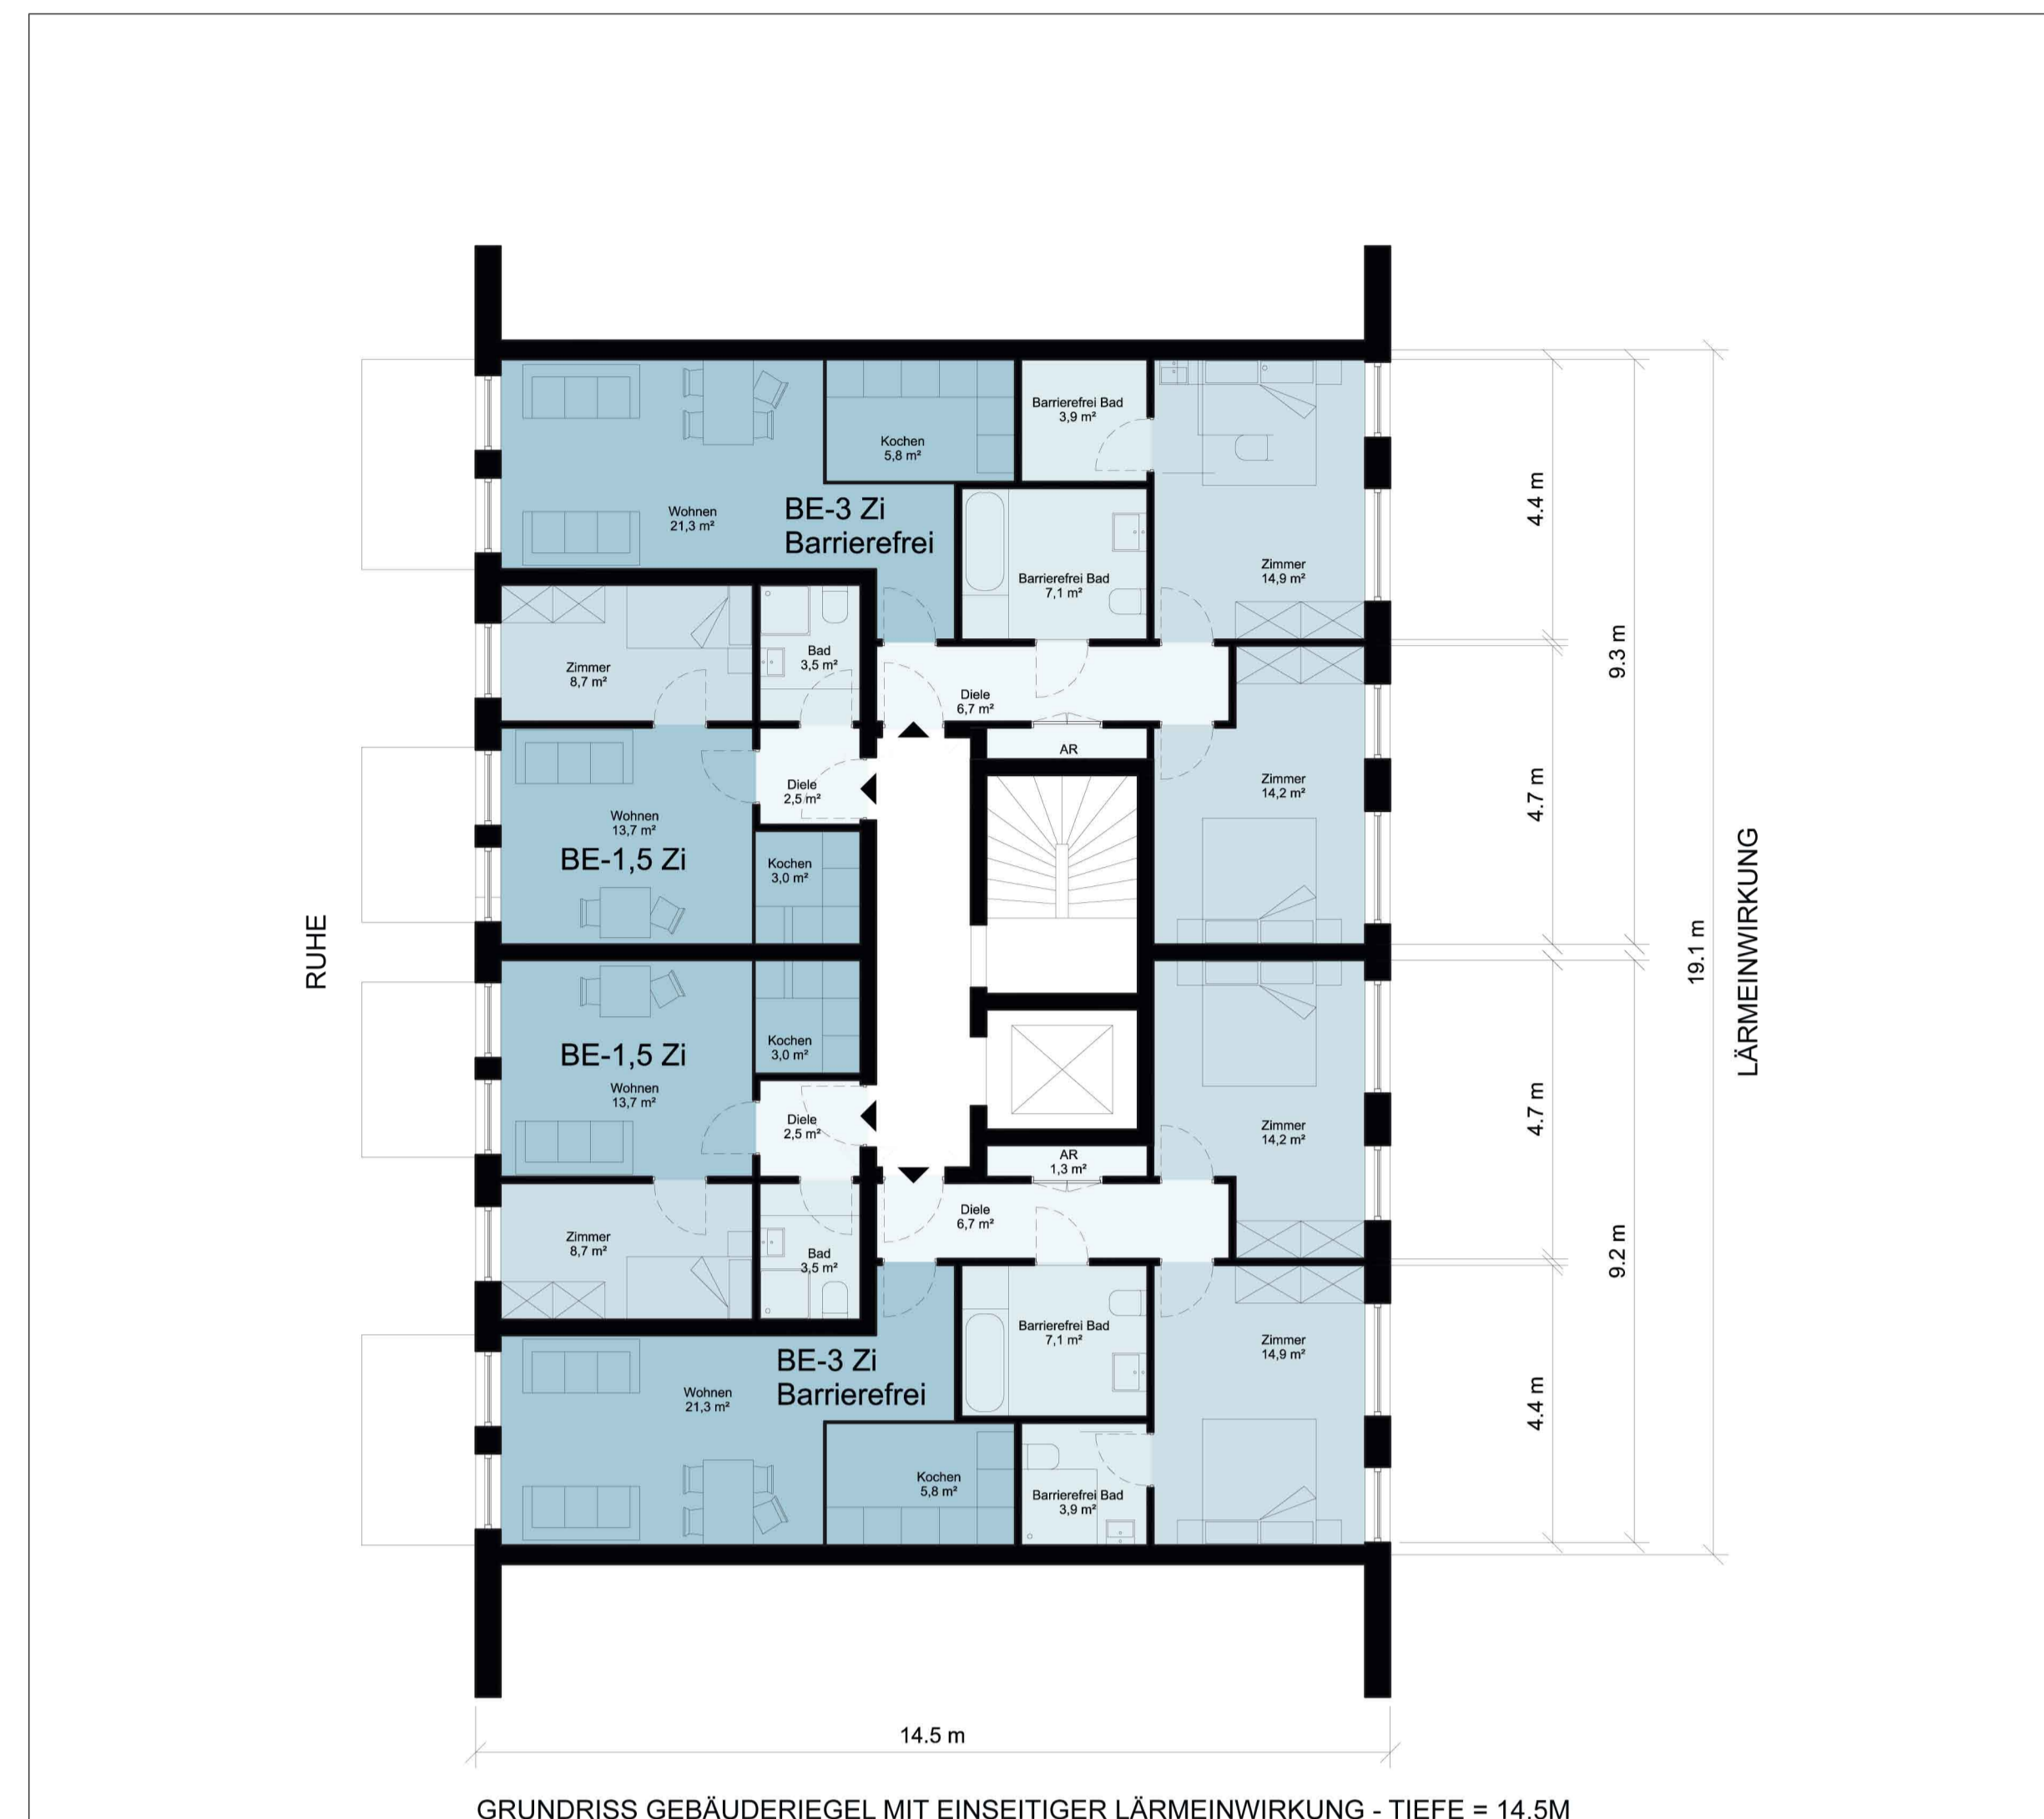 Barrierefrei Bad
3,9 m²
Kochen
5,8 m²
Wohnen
21,3 m²
BE-3 Zi
Barrierefrei
Barrierefrei Bad
7,1 m²
Zimmer
14,9 m²
4.4 m
Zimmer
8,7 m²
Bad
3,5 m²
Diele
6,7 m²
9.3 m
AR
Diele
2,5 m²
Zimmer
14,2 m²
4.7 m
Wohnen
13,7 m²
BE-1,5 Zi
Kochen
3,0 m²
RUHE
19.1 m
LÄRMEINWIRKUNG
BE-1,5 Zi
Wohnen
13,7 m²
Kochen
3,0 m²
Diele
2,5 m²
Zimmer
14,2 m²
4.7 m
AR
1,3 m²
Diele
6,7 m²
Zimmer
8,7 m²
Bad
3,5 m²
9.2 m
Barrierefrei Bad
7,1 m²
Zimmer
14,9 m²
BE-3 Zi
Barrierefrei
Wohnen
21,3 m²
4.4 m
Kochen
5,8 m²
Barrierefrei Bad
3,9 m²
14.5 m
GRUNDRISS GEBÄUDERIEGEL MIT EINSEITIGER LÄRMEINWIRKUNG - TIEFE = 14.5M